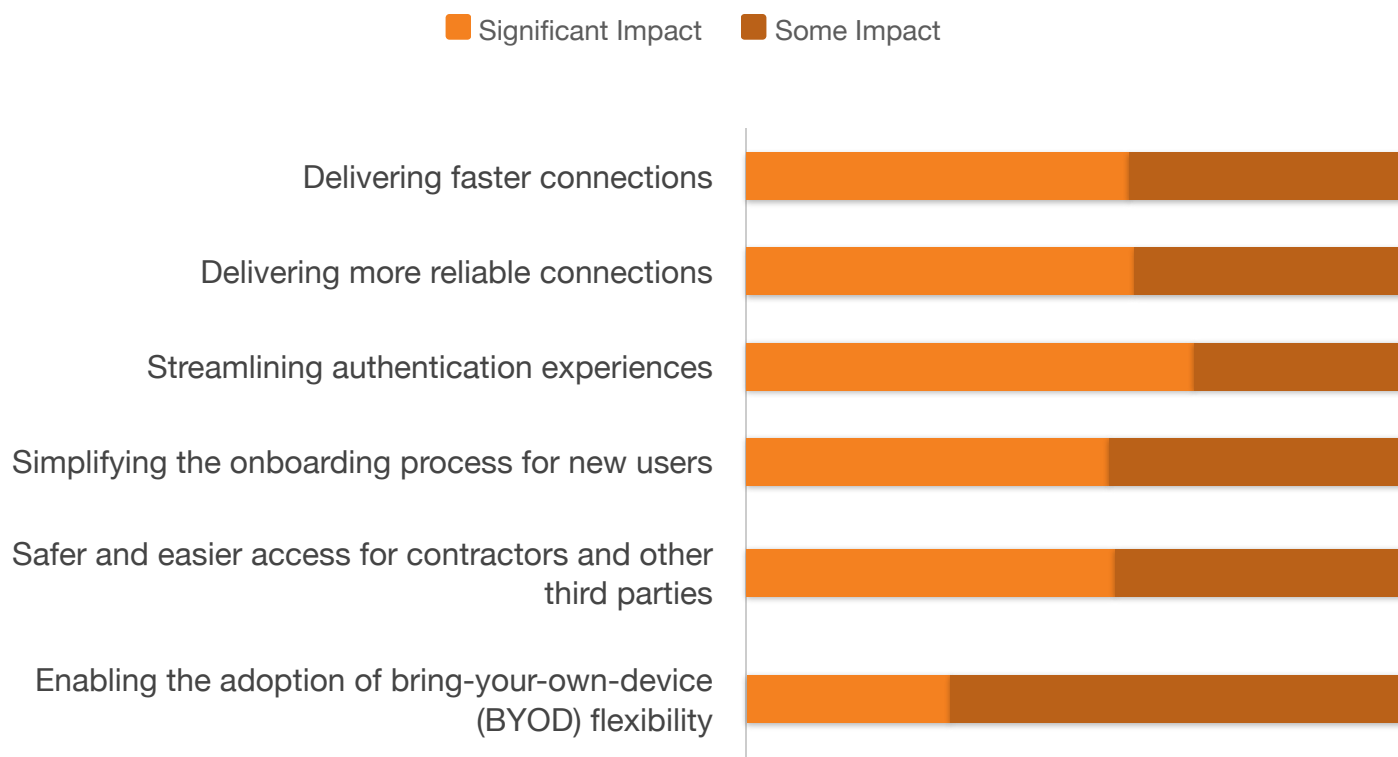 Significant Impact Some Impact
Delivering faster connections
Delivering more reliable connections
Streamlining authentication experiences
Simplifying the onboarding process for new users
Safer and easier access for contractors and other
third parties
Enabling the adoption of bring-your-own-device
(BYOD) flexibility